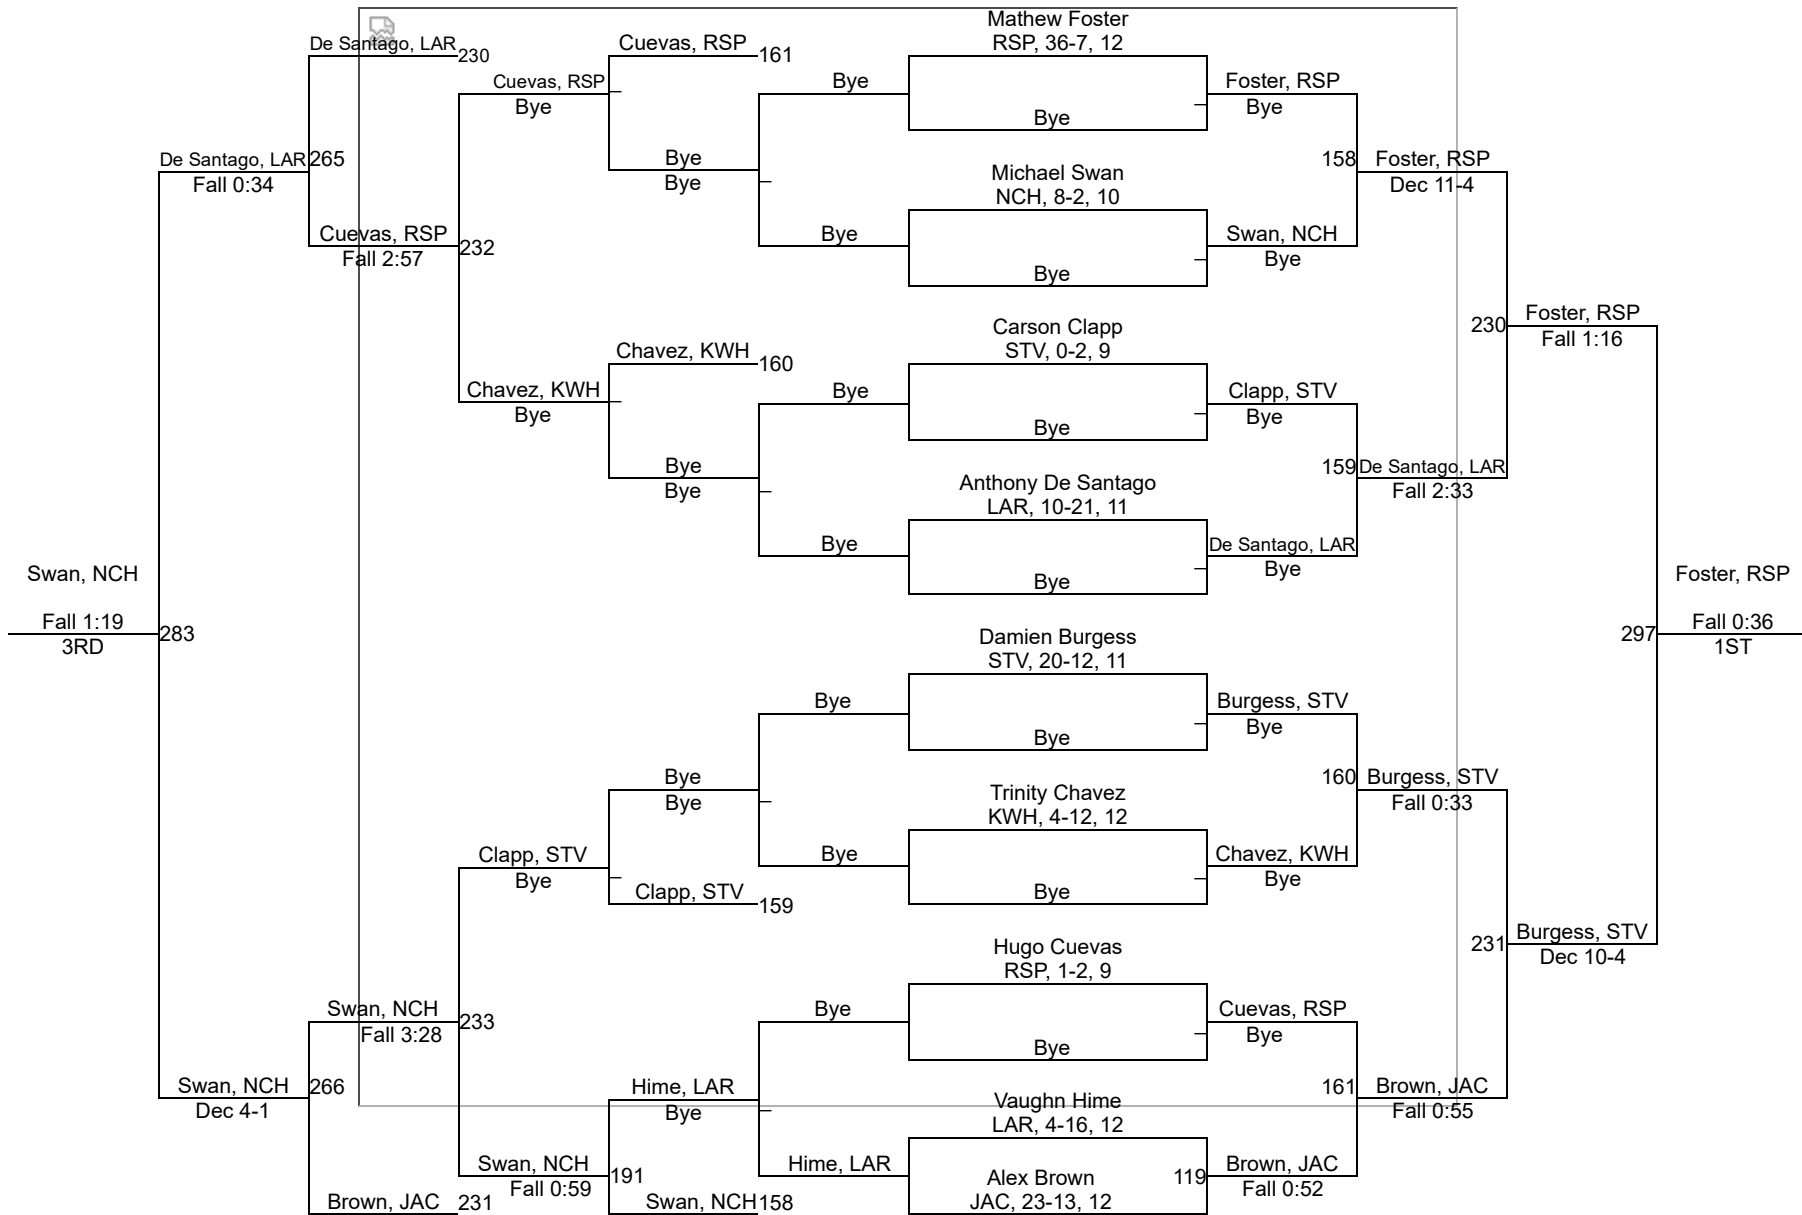 Mathew Foster
RSP, 36-7, 12
De Santago, LAR
230
Cuevas, RSP
161
Cuevas, RSP
Bye
Bye
Bye
Foster, RSP
Bye
De Santago, LAR
265
Fall 0:34
Bye
Bye
Michael Swan
NCH, 8-2, 10
158
Foster, RSP
Dec 11-4
Cuevas, RSP
232
Fall 2:57
Bye
Bye
Swan, NCH
Bye
Carson Clapp
STV, 0-2, 9
230
Foster, RSP
Fall 1:16
Chavez, KWH
160
Chavez, KWH
Bye
Bye
Bye
Clapp, STV
Bye
Bye
Bye
Anthony De Santago
LAR, 10-21, 11
159
De Santago, LAR
Fall 2:33
Bye
Bye
De Santago, LAR
Bye
Swan, NCH
Fall 1:19
3RD
283
Foster, RSP
297
Fall 0:36
1ST
Damien Burgess
STV, 20-12, 11
Bye
Bye
Burgess, STV
Bye
Bye
Bye
Trinity Chavez
KWH, 4-12, 12
160
Burgess, STV
Fall 0:33
Clapp, STV
Bye
Clapp, STV
159
Bye
Bye
Chavez, KWH
Bye
Hugo Cuevas
RSP, 1-2, 9
231
Burgess, STV
Dec 10-4
Swan, NCH
233
Fall 3:28
Bye
Bye
Cuevas, RSP
Bye
Swan, NCH
266
Dec 4-1
Hime, LAR
Bye
Vaughn Hime
LAR, 4-16, 12
161
Brown, JAC
Fall 0:55
Swan, NCH
191
Fall 0:59
Hime, LAR
Alex Brown
JAC, 23-13, 12
119
Brown, JAC
Fall 0:52
Brown, JAC
231
Swan, NCH
158